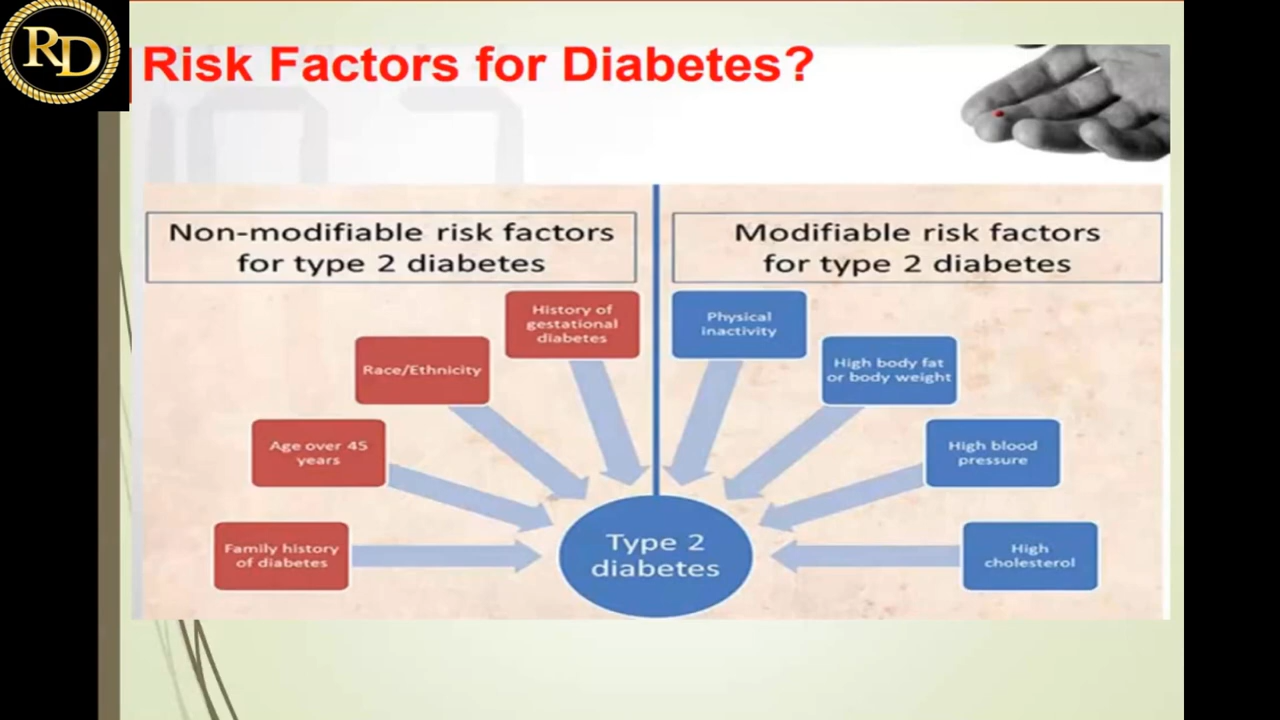 RD
Risk Factors for Diabetes?
Non-modifiable risk factors
for type 2 diabetes
Modifiable risk factors
for type 2 diabetes
History of
gestational
diabetes
Physical
inactivity
Race/Ethnicity
High body fat
or body weight
Age over 45
years
High blood
pressure
Family history
of diabetes
High
cholesterol
Type 2
diabetes